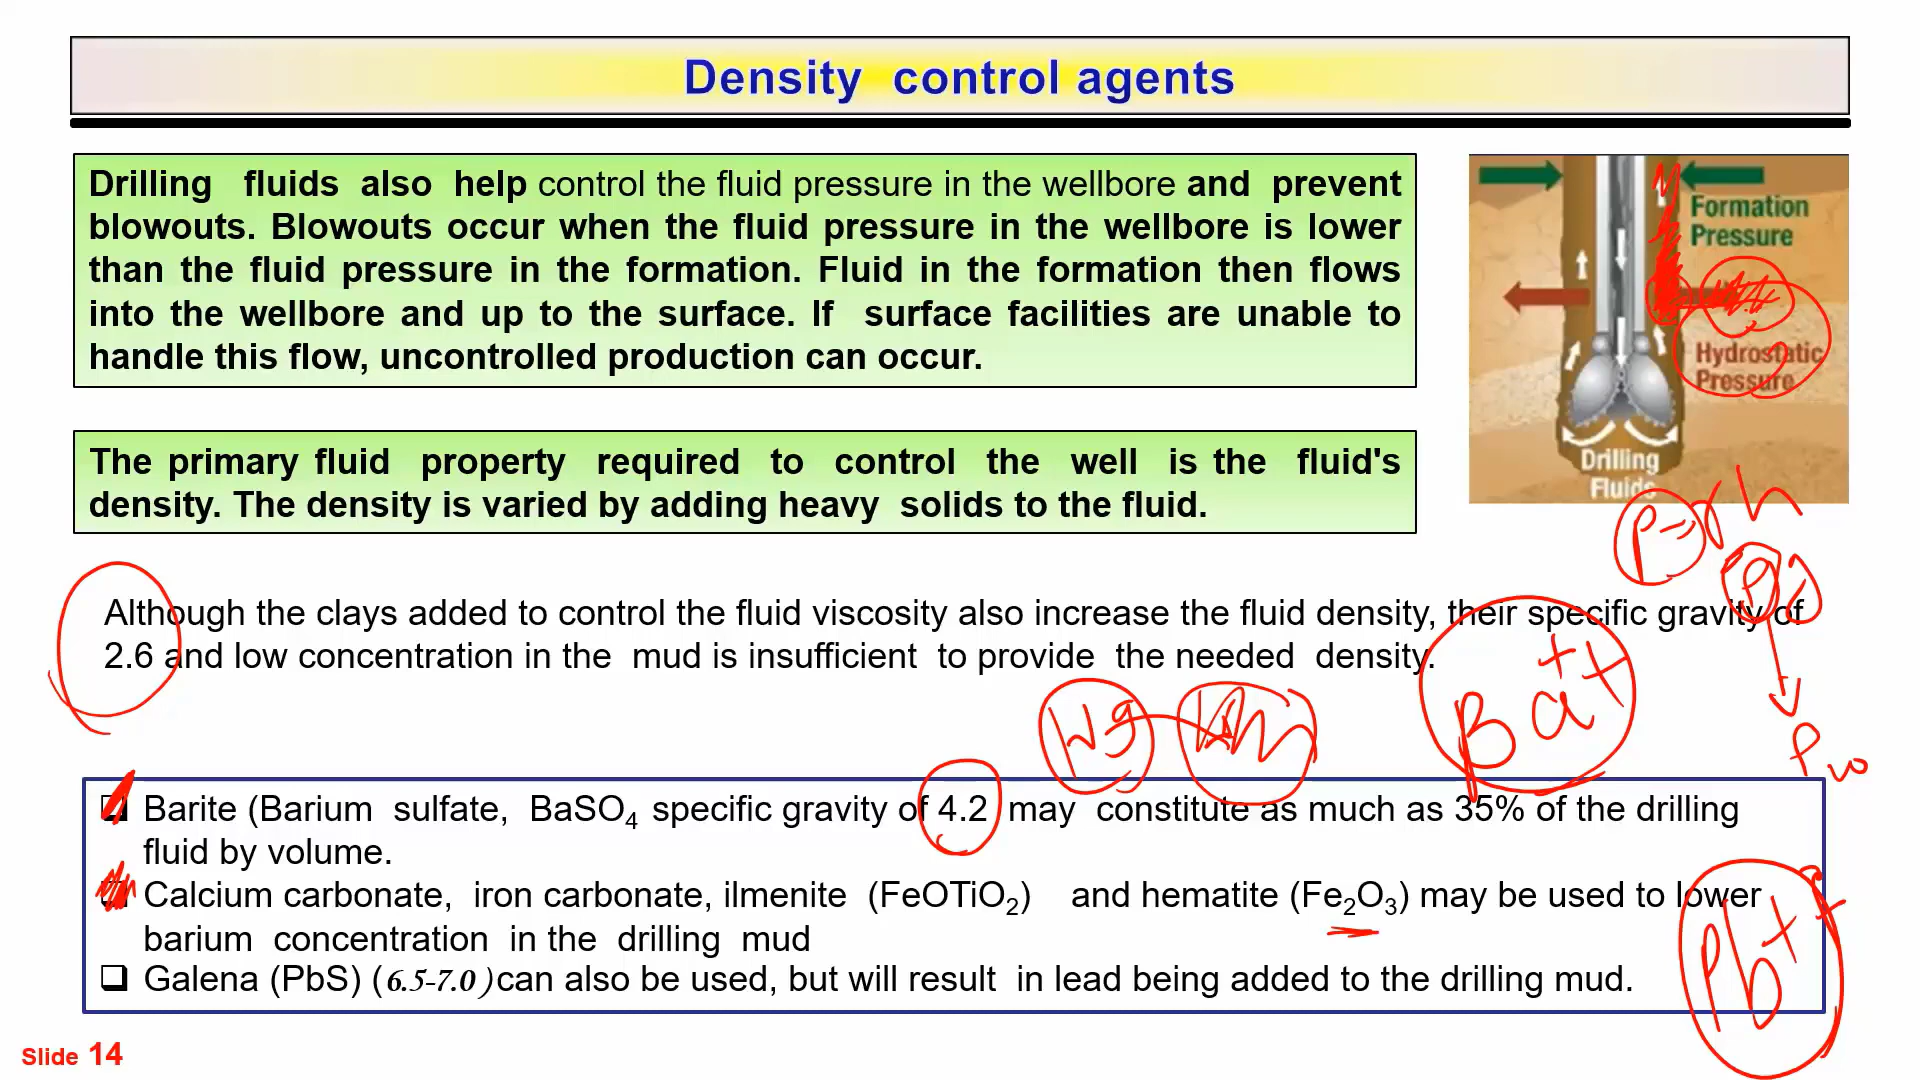 Density control agents
Drilling fluids also help control the fluid pressure in the wellbore and prevent
blowouts. Blowouts occur when the fluid pressure in the wellbore is lower
than the fluid pressure in the formation. Fluid in the formation then flows
into the wellbore and up to the surface. If surface facilities are unable to
handle this flow, uncontrolled production can occur.
Formation
Pressure
Hydrostatic
Pressure
Drilling
Fluids
The primary fluid property required to control the well is the fluid's
density. The density is varied by adding heavy solids to the fluid.
Although the clays added to control the fluid viscosity also increase the fluid density, their specific gravity of
2.6 and low concentration in the mud is insufficient to provide the needed density.
Ba++
❑ Barite (Barium sulfate, BaSO₄ specific gravity of 4.2 may constitute as much as 35% of the drilling
fluid by volume.
❑ Calcium carbonate, iron carbonate, ilmenite (FeOTiO₂) and hematite (Fe₂O₃) may be used to lower
barium concentration in the drilling mud
❑ Galena (PbS) (6.5-7.0) can also be used, but will result in lead being added to the drilling mud.
Pb++
Slide 14